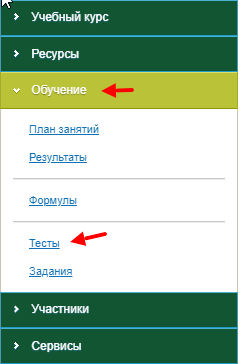 Учебный курс
Ресурсы
Обучение
План занятий
Результаты
Формулы
Тесты
Задания
Участники
Сервисы